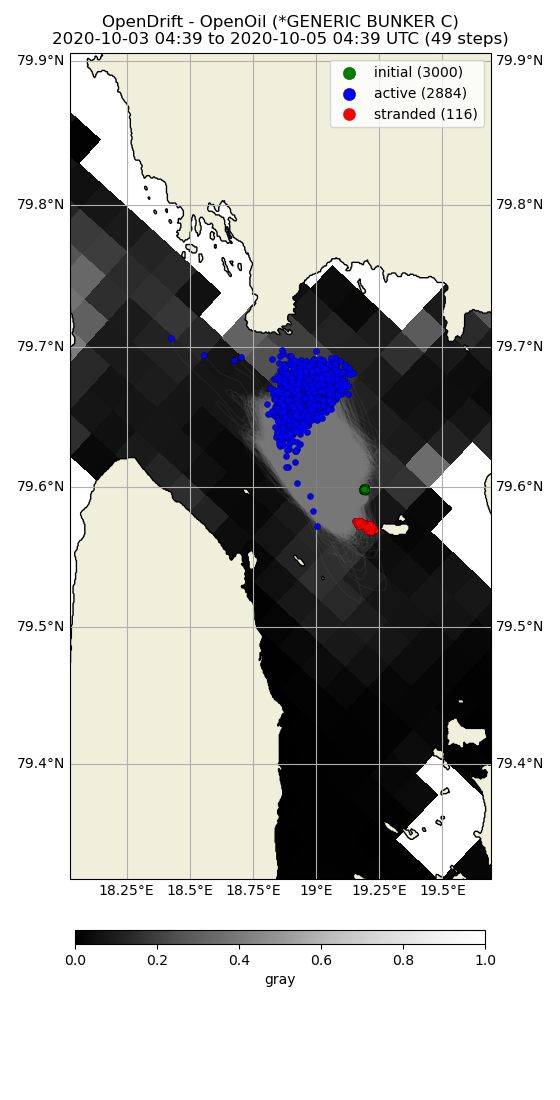 OpenDrift - OpenOil (*GENERIC BUNKER C)
2020-10-03 04:39 to 2020-10-05 04:39 UTC (49 steps)
79.9°N
79.9°N
initial (3000)
active (2884)
stranded (116)
79.8°N
79.8°N
79.7°N
79.7°N
79.6°N
79.6°N
79.5°N
79.5°N
79.4°N
79.4°N
18.25°E
18.5°E
18.75°E
19°E
19.25°E
19.5°E
0.0
0.2
0.4
0.6
0.8
1.0
gray